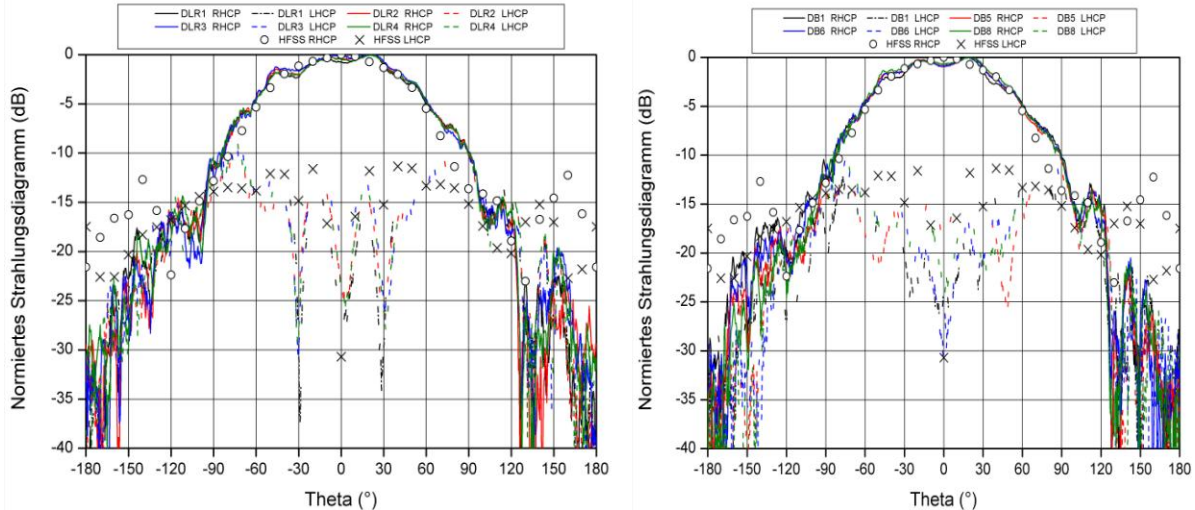 DLR1 RHCP DLR1 LHCP DLR2 RHCP DLR2 LHCP
DLR3 RHCP DLR3 LHCP DLR4 RHCP DLR4 LHCP
HFSS RHCP HFSS LHCP
Normiertes Strahlungsdiagramm (dB)
0
-5
-10
-15
-20
-25
-30
-35
-40
-180 -150 -120 -90 -60 -30 0 30 60 90 120 150 180
Theta (°)
DB1 RHCP DB1 LHCP DB5 RHCP DB5 LHCP
DB6 RHCP DB6 LHCP DB8 RHCP DB8 LHCP
HFSS RHCP HFSS LHCP
Normiertes Strahlungsdiagramm (dB)
0
-5
-10
-15
-20
-25
-30
-35
-40
-180 -150 -120 -90 -60 -30 0 30 60 90 120 150 180
Theta (°)